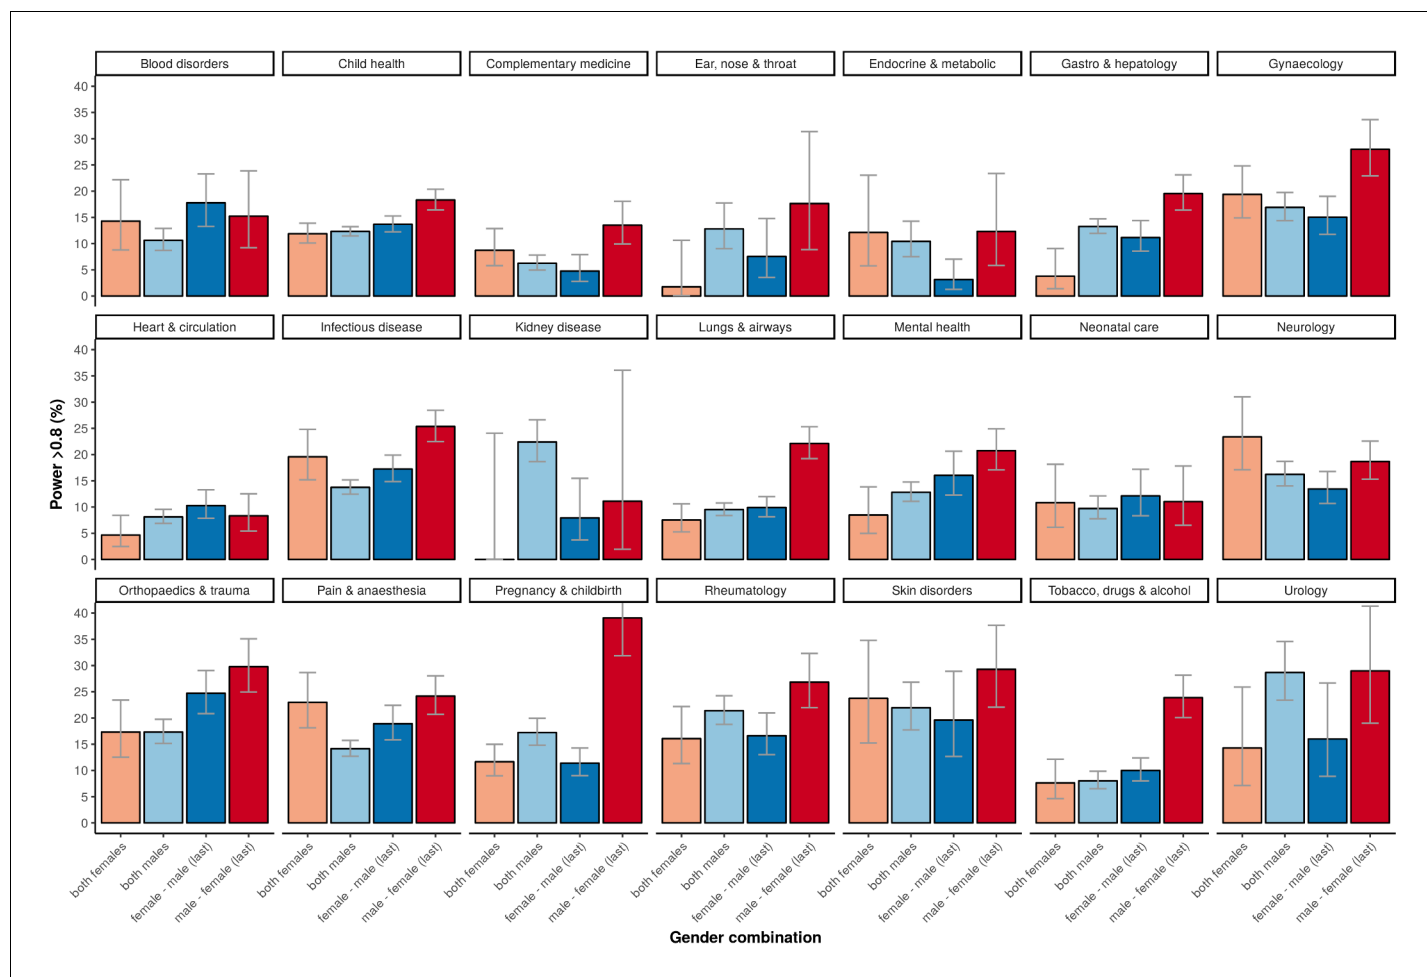 Blood disorders
Child health
Complementary medicine
Ear, nose & throat
Endocrine & metabolic
Gastro & hepatology
Gynaecology
40
35
30
25
20
15
10
5
0
Heart & circulation
Infectious disease
Kidney disease
Lungs & airways
Mental health
Neonatal care
Neurology
40
35
30
25
20
15
10
5
0
Power >0.8 (%)
Orthopaedics & trauma
Pain & anaesthesia
Pregnancy & childbirth
Rheumatology
Skin disorders
Tobacco, drugs & alcohol
Urology
40
35
30
25
20
15
10
5
0
both females
both males
female - male (last)
male - female (last)
both females
both males
female - male (last)
male - female (last)
both females
both males
female - male (last)
male - female (last)
both females
both males
female - male (last)
male - female (last)
both females
both males
female - male (last)
male - female (last)
both females
both males
female - male (last)
male - female (last)
both females
both males
female - male (last)
male - female (last)
Gender combination